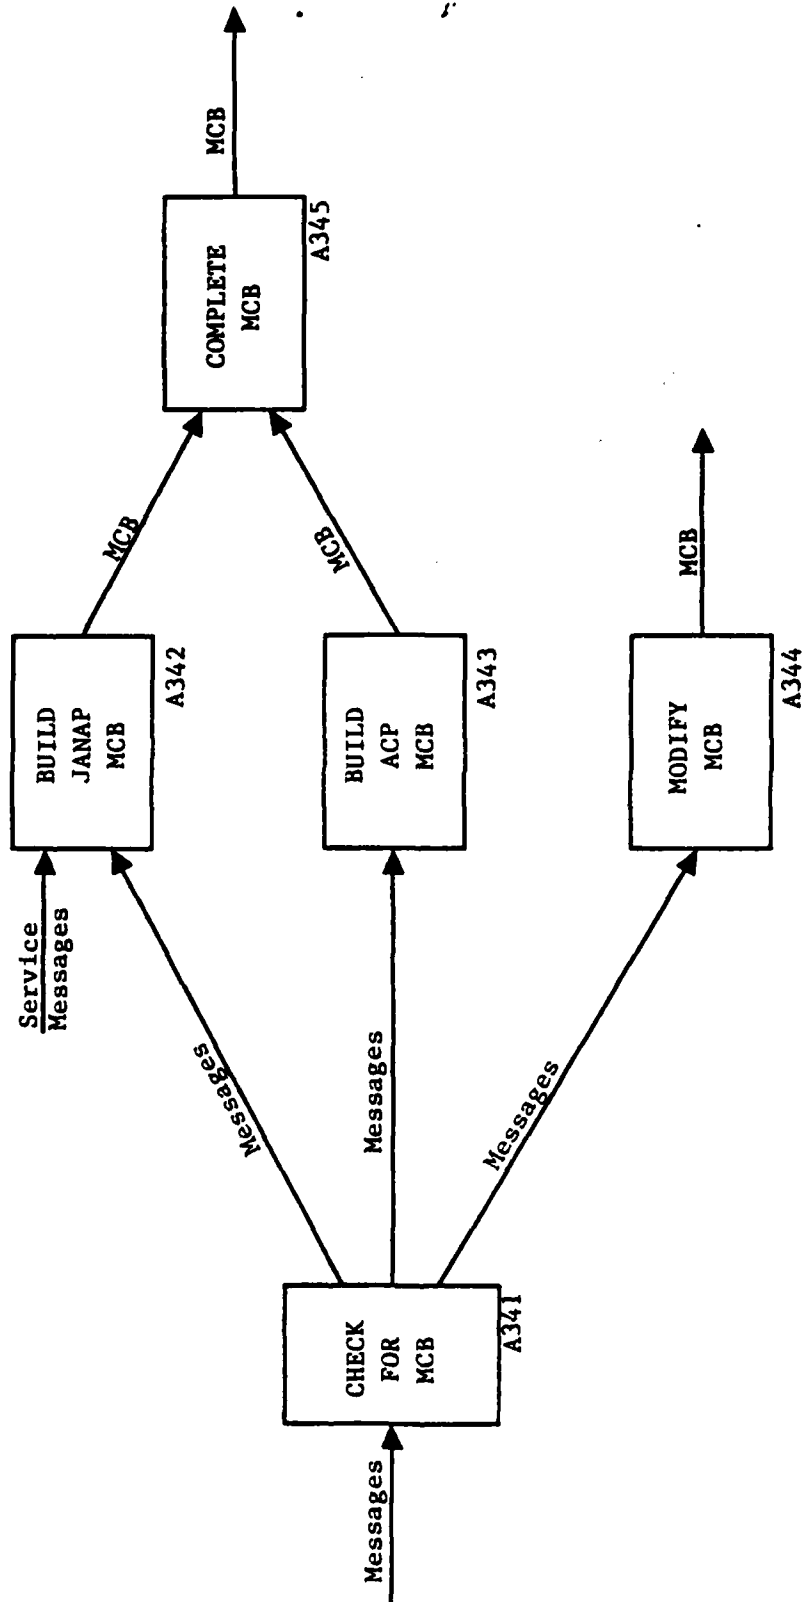 Messages
CHECK
FOR
MCB
A341
Messages
Messages
Messages
Service
Messages
BUILD
JANAP
MCB
A342
BUILD
ACP
MCB
A343
MODIFY
MCB
A344
MCB
MCB
MCB
COMPLETE
MCB
A345
MCB